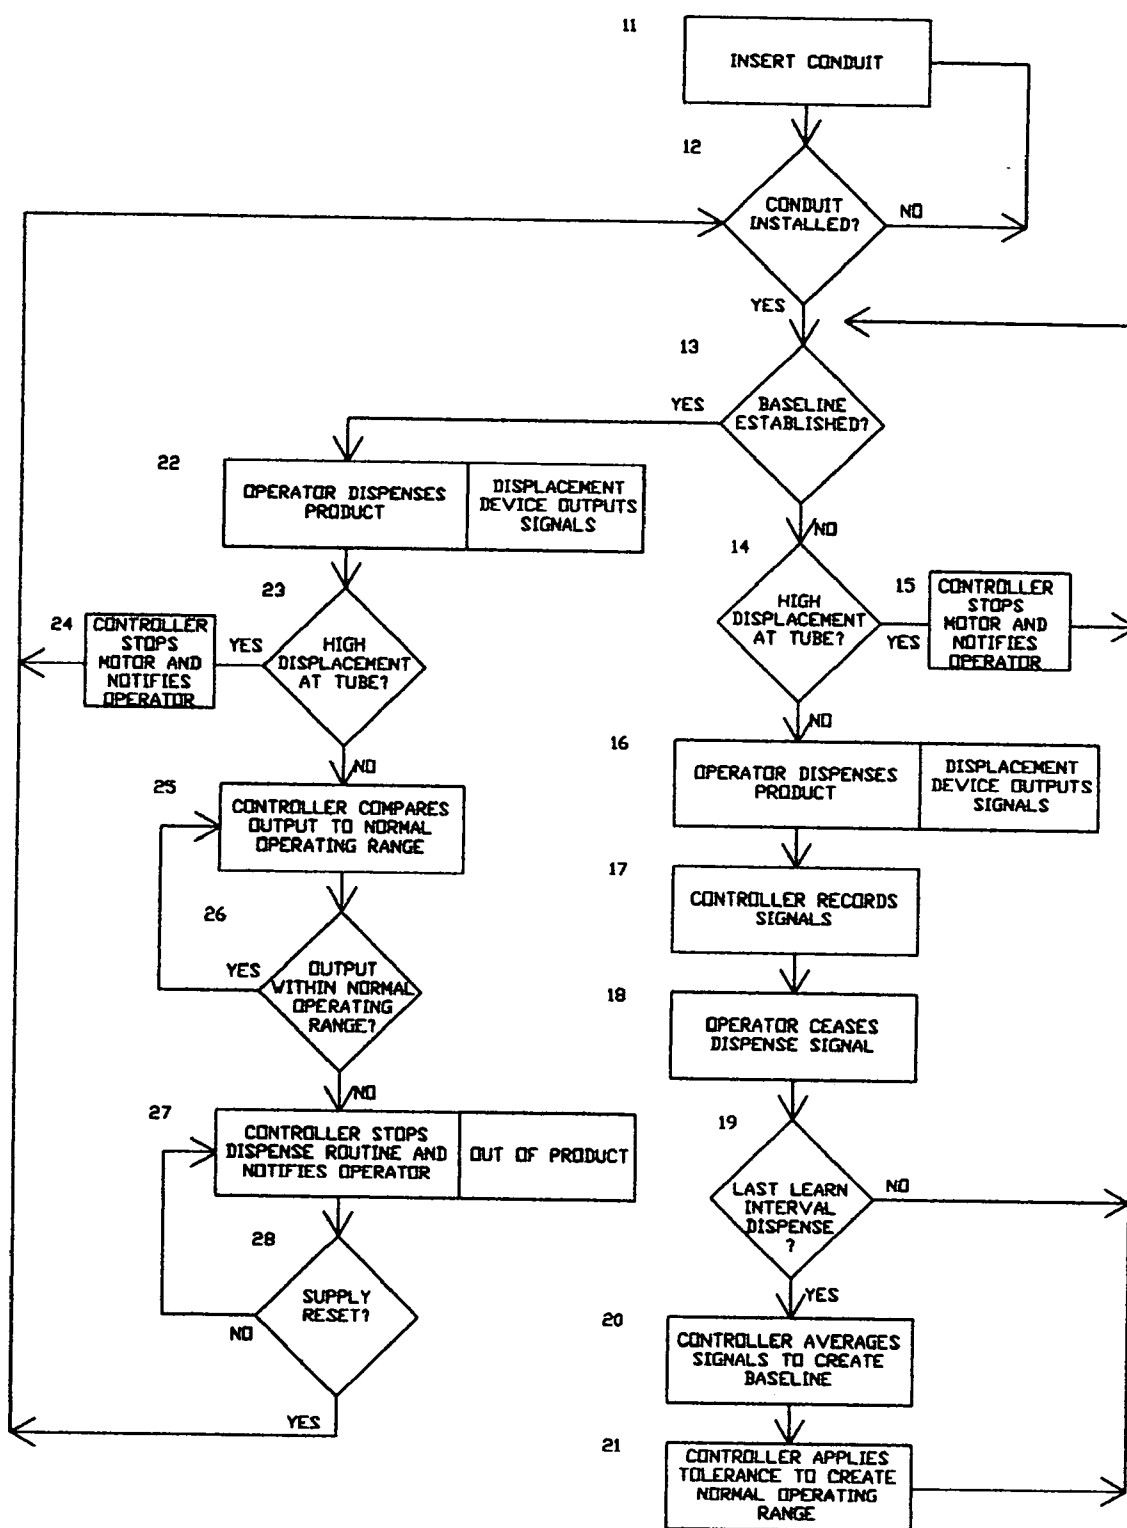 11
INSERT CONDUIT
12
CONDUIT
INSTALLED?
NO
YES
13
BASELINE
ESTABLISHED?
YES
NO
22
OPERATOR DISPENSES
PRODUCT
DISPLACEMENT
DEVICE OUTPUTS
SIGNALS
23
HIGH
DISPLACEMENT
AT TUBE?
YES
24
CONTROLLER
STOPS
MOTOR AND
NOTIFIES
OPERATOR
NO
25
CONTROLLER COMPARES
OUTPUT TO NORMAL
OPERATING RANGE
26
OUTPUT
WITHIN NORMAL
OPERATING
RANGE?
YES
NO
27
CONTROLLER STOPS
DISPENSE ROUTINE AND
NOTIFIES OPERATOR
OUT OF PRODUCT
28
SUPPLY
RESET?
NO
YES
14
HIGH
DISPLACEMENT
AT TUBE?
YES
15
CONTROLLER
STOPS
MOTOR AND
NOTIFIES
OPERATOR
NO
16
OPERATOR DISPENSES
PRODUCT
DISPLACEMENT
DEVICE OUTPUTS
SIGNALS
17
CONTROLLER RECORDS
SIGNALS
18
OPERATOR CEASES
DISPENSE SIGNAL
19
LAST LEARN
INTERVAL
DISPENSE
?
NO
YES
20
CONTROLLER AVERAGES
SIGNALS TO CREATE
BASELINE
21
CONTROLLER APPLIES
TOLERANCE TO CREATE
NORMAL OPERATING
RANGE